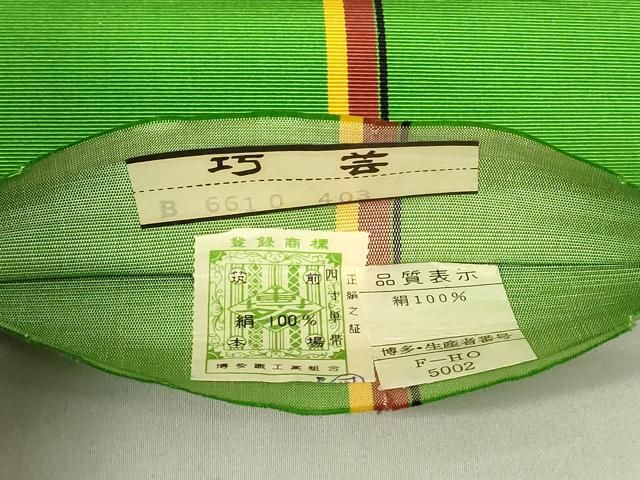 巧芸
B 6610 403
登録商標
筑前
四寸単帯
正絹之証
絹 100%
本場
博多織工業組合
品質表示
絹100%
博多・生産者番号
F-HO
5002